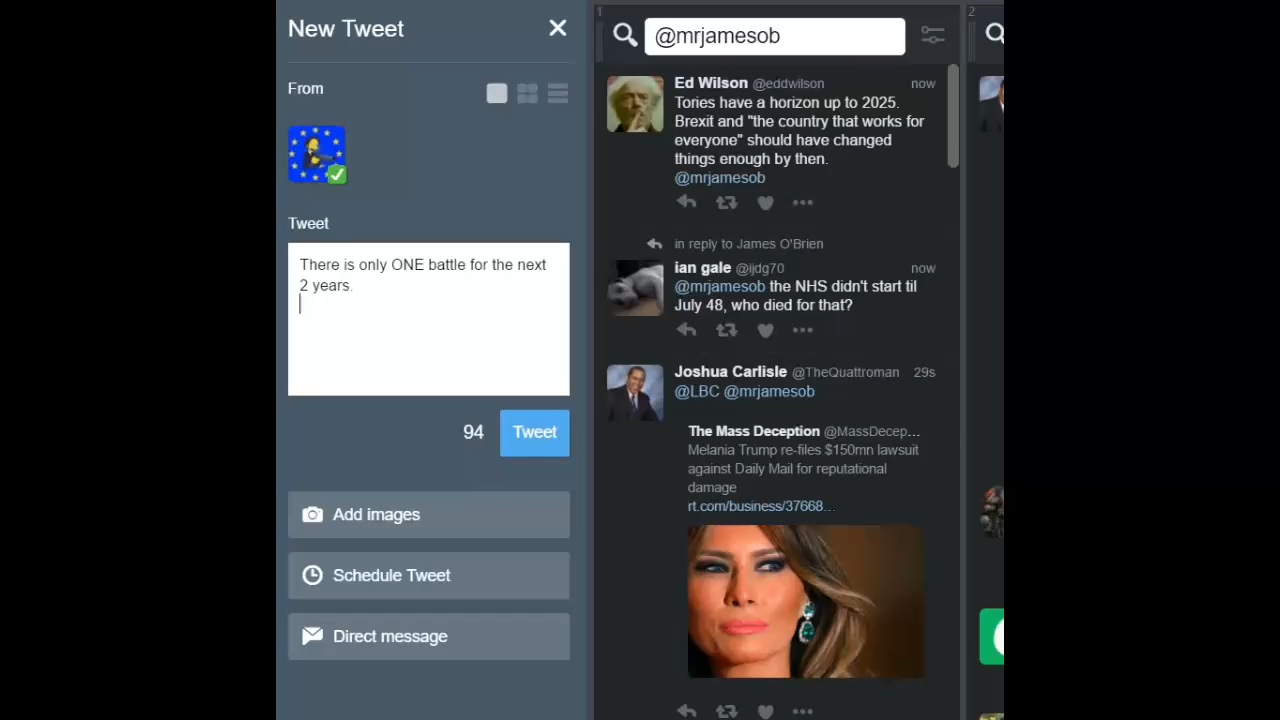 New Tweet
From
Tweet
There is only ONE battle for the next
2 years.
94
Tweet
Add images
Schedule Tweet
Direct message
1
@mrjamesob
Ed Wilson @eddwilson now
Tories have a horizon up to 2025.
Brexit and "the country that works for
everyone" should have changed
things enough by then.
@mrjamesob
in reply to James O'Brien
ian gale @ijdg70 now
@mrjamesob the NHS didn't start til
July 48, who died for that?
Joshua Carlisle @TheQuattroman 29s
@LBC @mrjamesob
The Mass Deception @MassDecep...
Melania Trump re-files $150mn lawsuit
against Daily Mail for reputational
damage
rt.com/business/37668...
2